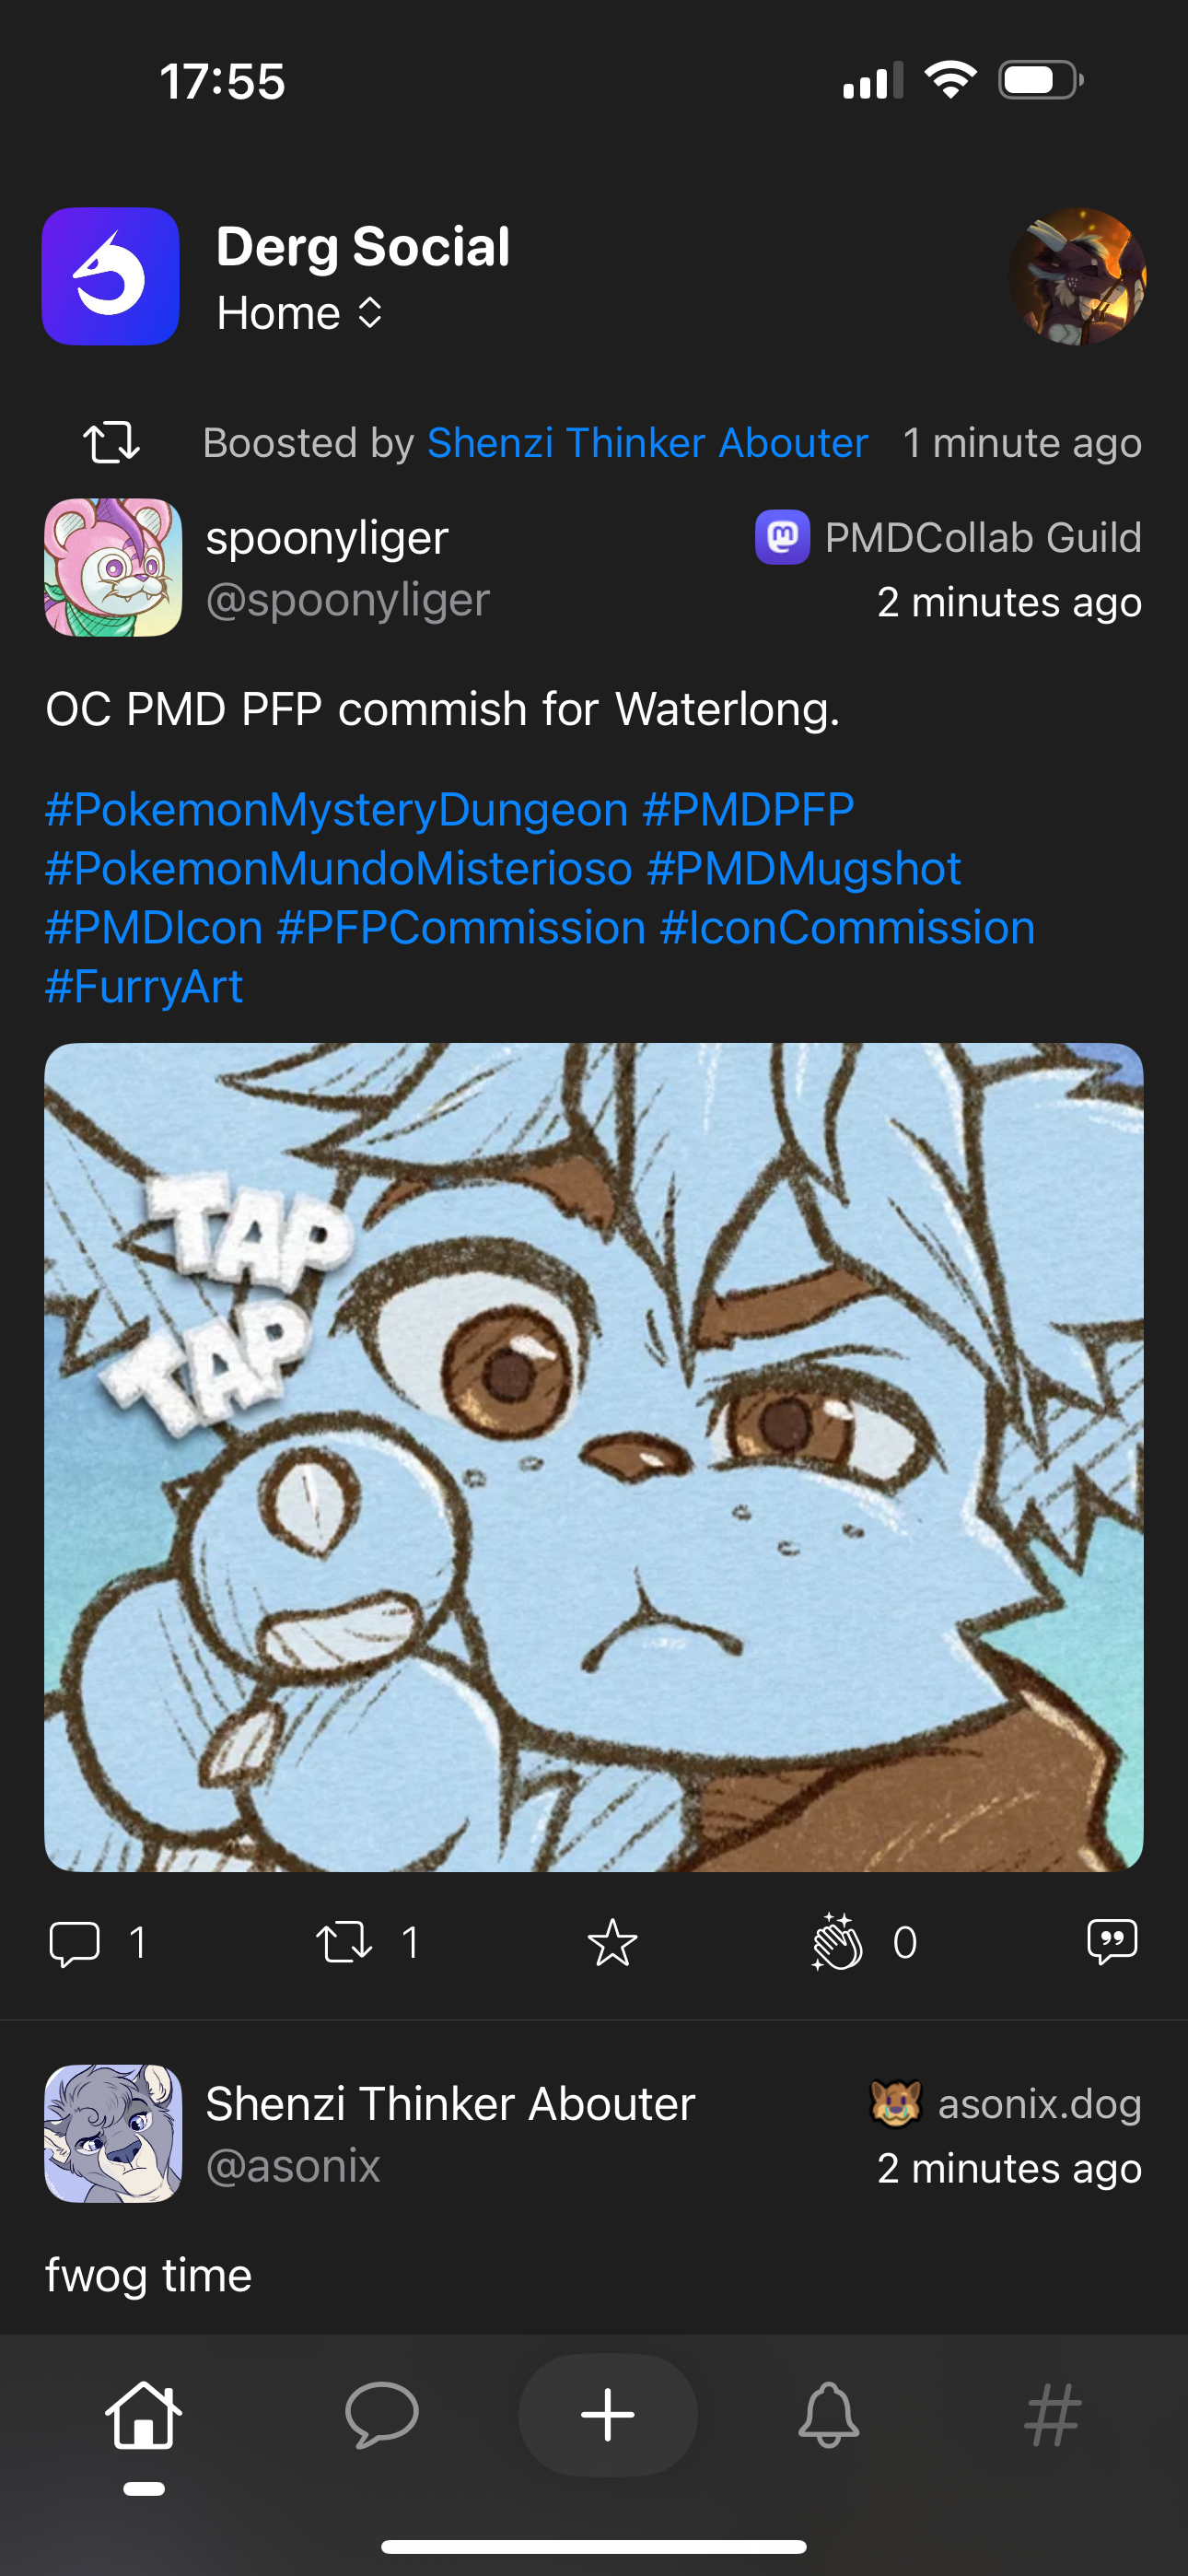 17:55
Derg Social
Home
Boosted by Shenzi Thinker Abouter 1 minute ago
spoonyliger
PMDCollab Guild
@spoonyliger
2 minutes ago
OC PMD PFP commish for Waterlong.
#PokemonMysteryDungeon #PMDPFP
#PokemonMundoMisterioso #PMDMugshot
#PMDIcon #PFPCommission #IconCommission
#FurryArt
TAP
TAP
1
1
0
Shenzi Thinker Abouter
asonix.dog
@asonix
2 minutes ago
fwog time